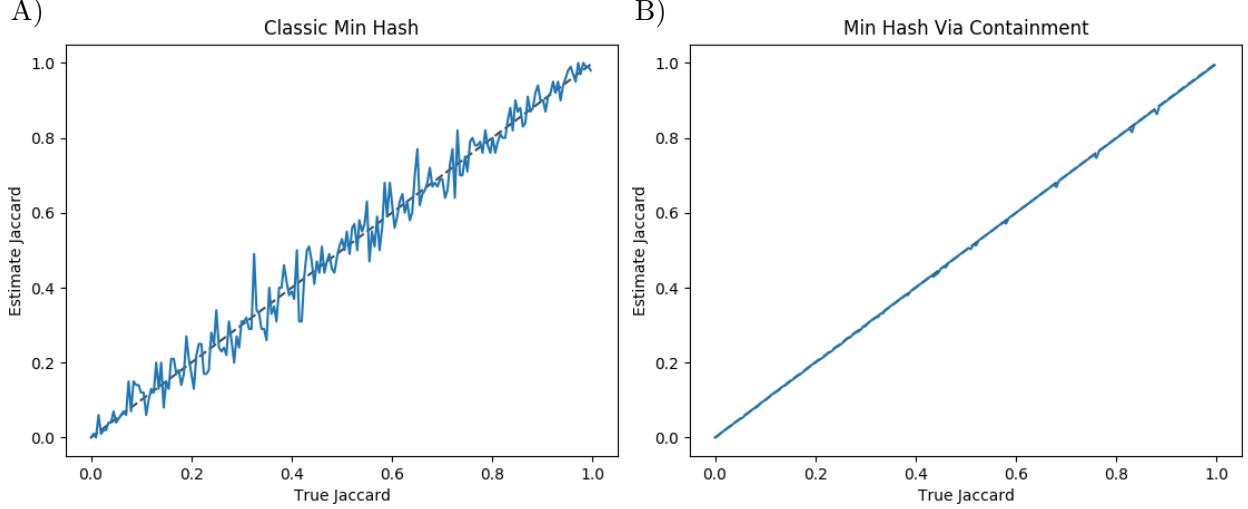 A)
Classic Min Hash
Estimate Jaccard
1.0
0.8
0.6
0.4
0.2
0.0
0.0 0.2 0.4 0.6 0.8 1.0
True Jaccard
B)
Min Hash Via Containment
Estimate Jaccard
1.0
0.8
0.6
0.4
0.2
0.0
0.0 0.2 0.4 0.6 0.8 1.0
True Jaccard